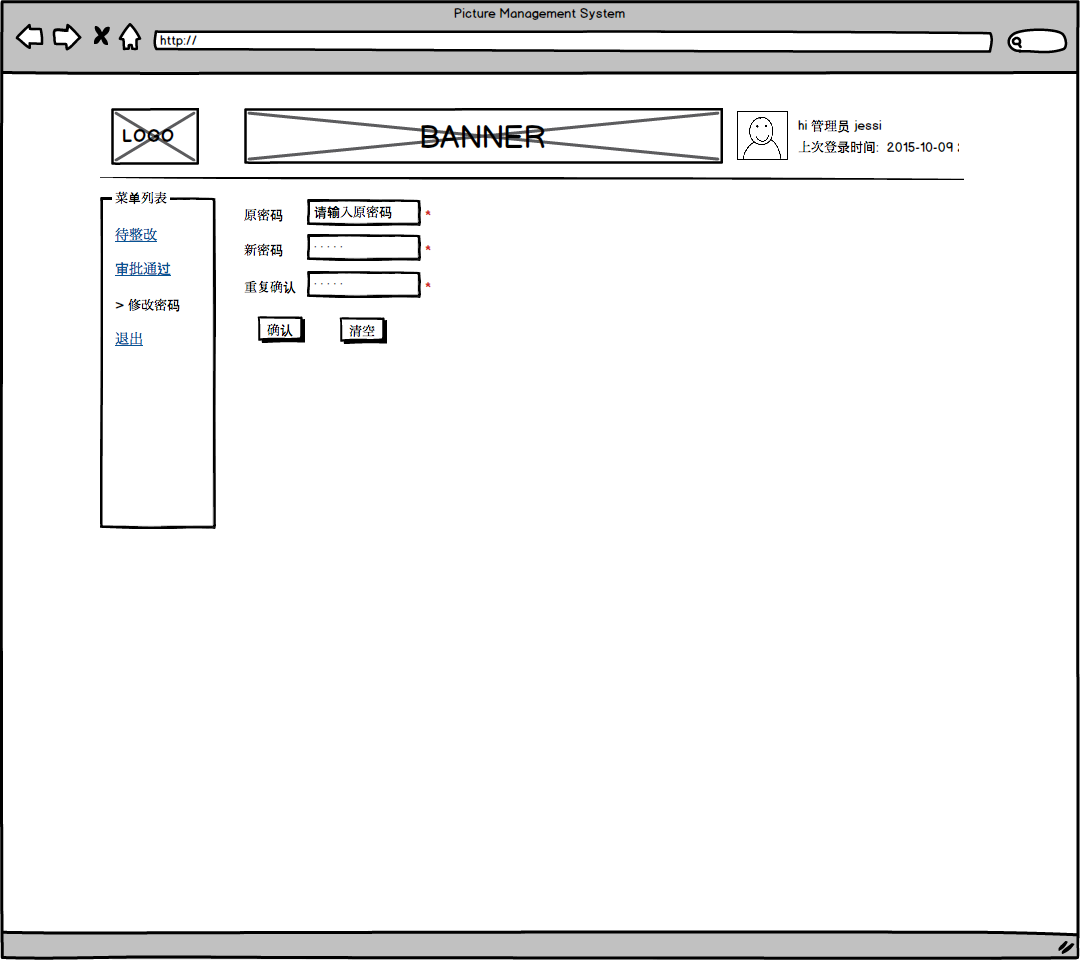 Picture Management System
http://
LOGO
BANNER
hi 管理员 jessi
上次登录时间: 2015-10-09
菜单列表
待整改
审批通过
> 修改密码
退出
原密码 请输入原密码 *
新密码 ····· *
重复确认 ····· *
确认 清空